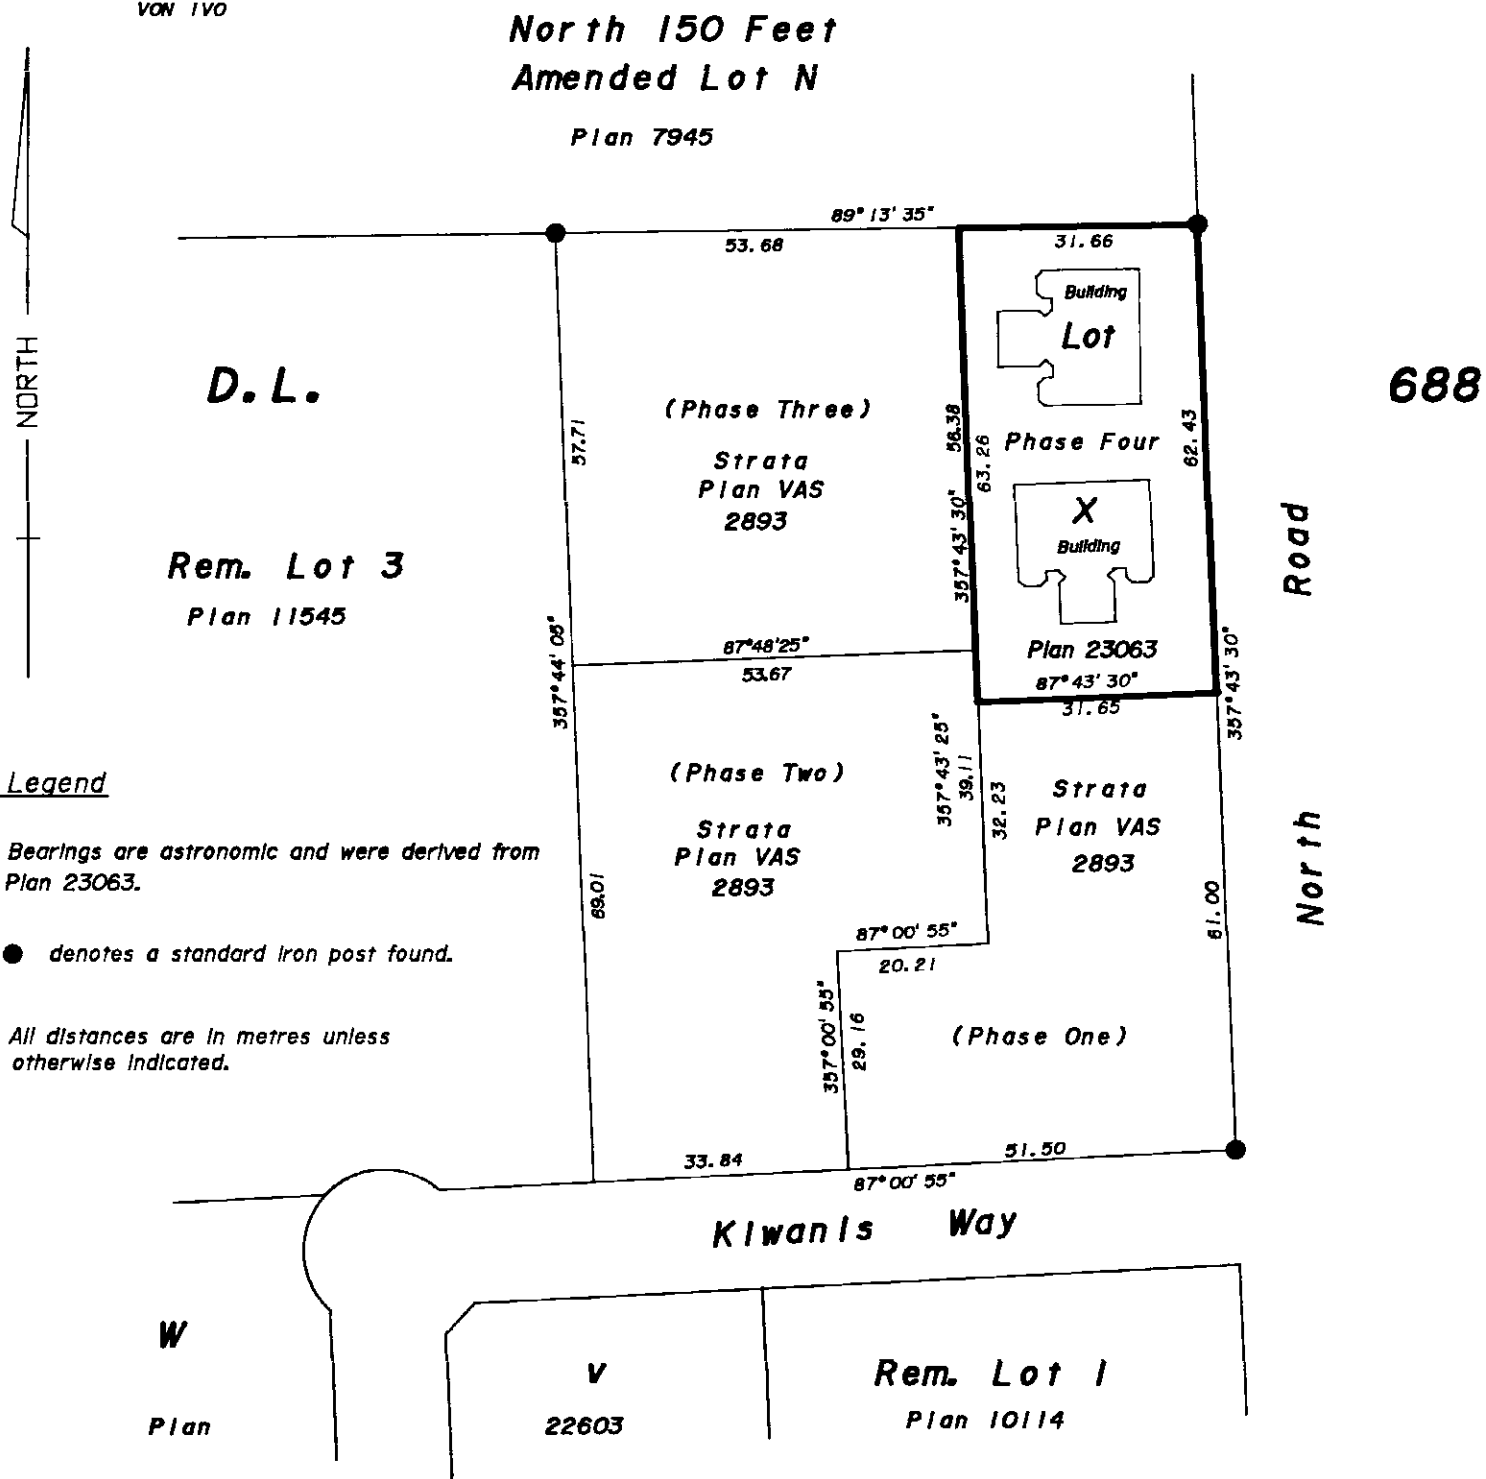 VON 1V0
North 150 Feet
Amended Lot N
Plan 7945
89° 13' 35"
53.68
31.66
NORTH
D.L.
688
Building
Lot
(Phase Three)
Strata
Plan VAS
2893
57.71
56.38
63.26
357° 43' 30"
Phase Four
62.43
X
Building
Plan 23063
87° 43' 30"
31.65
Rem. Lot 3
Plan 11545
357° 44' 05"
87°48'25"
53.67
357° 43' 30"
North Road
Legend
Bearings are astronomic and were derived from
Plan 23063.
denotes a standard iron post found.
All distances are in metres unless
otherwise indicated.
(Phase Two)
Strata
Plan VAS
2893
69.01
357° 43' 25"
39.11
32.23
Strata
Plan VAS
2893
61.00
87° 00' 55"
20.21
357° 00' 55"
29.16
(Phase One)
33.84
51.50
87° 00' 55"
Kiwanis Way
W
Plan
V
22603
Rem. Lot 1
Plan 10114